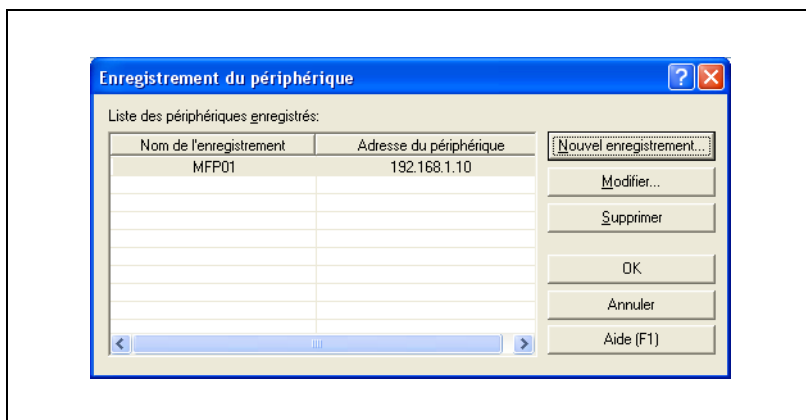 Enregistrement du périphérique
Liste des périphériques enregistrés:
Nom de l'enregistrement Adresse du périphérique
MFP01 192.168.1.10
Nouvel enregistrement...
Modifier...
Supprimer
OK
Annuler
Aide (F1)